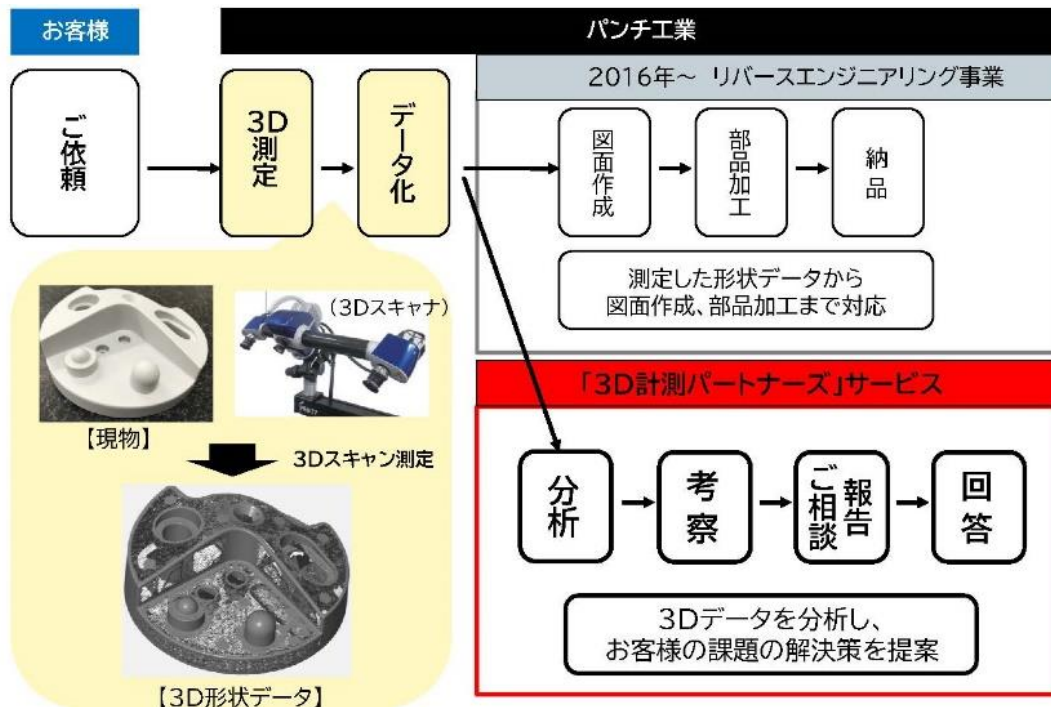 お客様
パンチ工業
2016年～ リバースエンジニアリング事業
ご依頼
3D測定
データ化
図面作成
部品加工
納品
測定した形状データから
図面作成、部品加工まで対応
(3Dスキャナ)
【現物】
3Dスキャン測定
【3D形状データ】
「3D計測パートナーズ」サービス
分析
考察
報告
ご相談
回答
3Dデータを分析し、
お客様の課題の解決策を提案